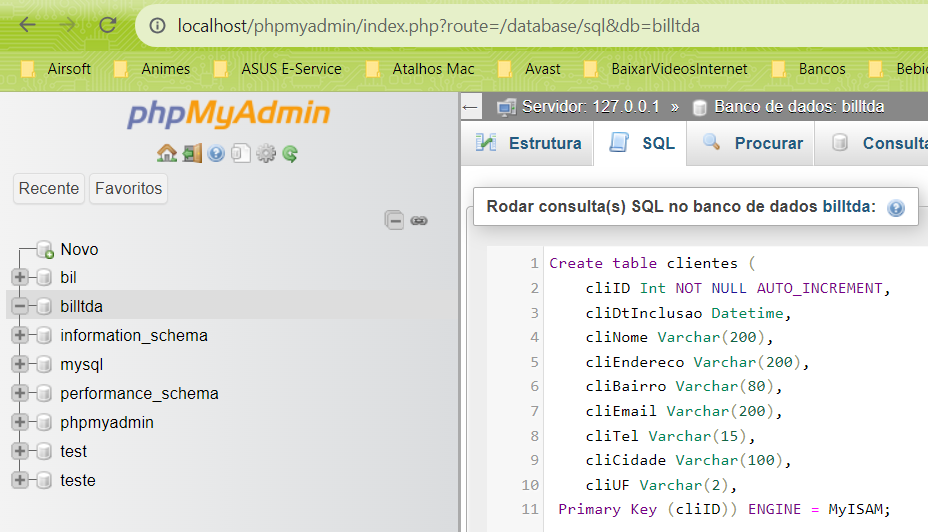 localhost/phpmyadmin/index.php?route=/database/sql&db=billtda
Airsoft Animes ASUS E-Service Atalhos Mac Avast BaixarVideosInternet Bancos Bebi
phpMyAdmin
Recente Favoritos
Novo
bil
billtda
information_schema
mysql
performance_schema
phpmyadmin
test
teste
Servidor: 127.0.0.1 » Banco de dados: billtda
Estrutura SQL Procurar Consulta
Rodar consulta(s) SQL no banco de dados billtda:
1 Create table clientes (
2 cliID Int NOT NULL AUTO_INCREMENT,
3 cliDtInclusao Datetime,
4 cliNome Varchar(200),
5 cliEndereco Varchar(200),
6 cliBairro Varchar(80),
7 cliEmail Varchar(200),
8 cliTel Varchar(15),
9 cliCidade Varchar(100),
10 cliUF Varchar(2),
11 Primary Key (cliID)) ENGINE = MyISAM;